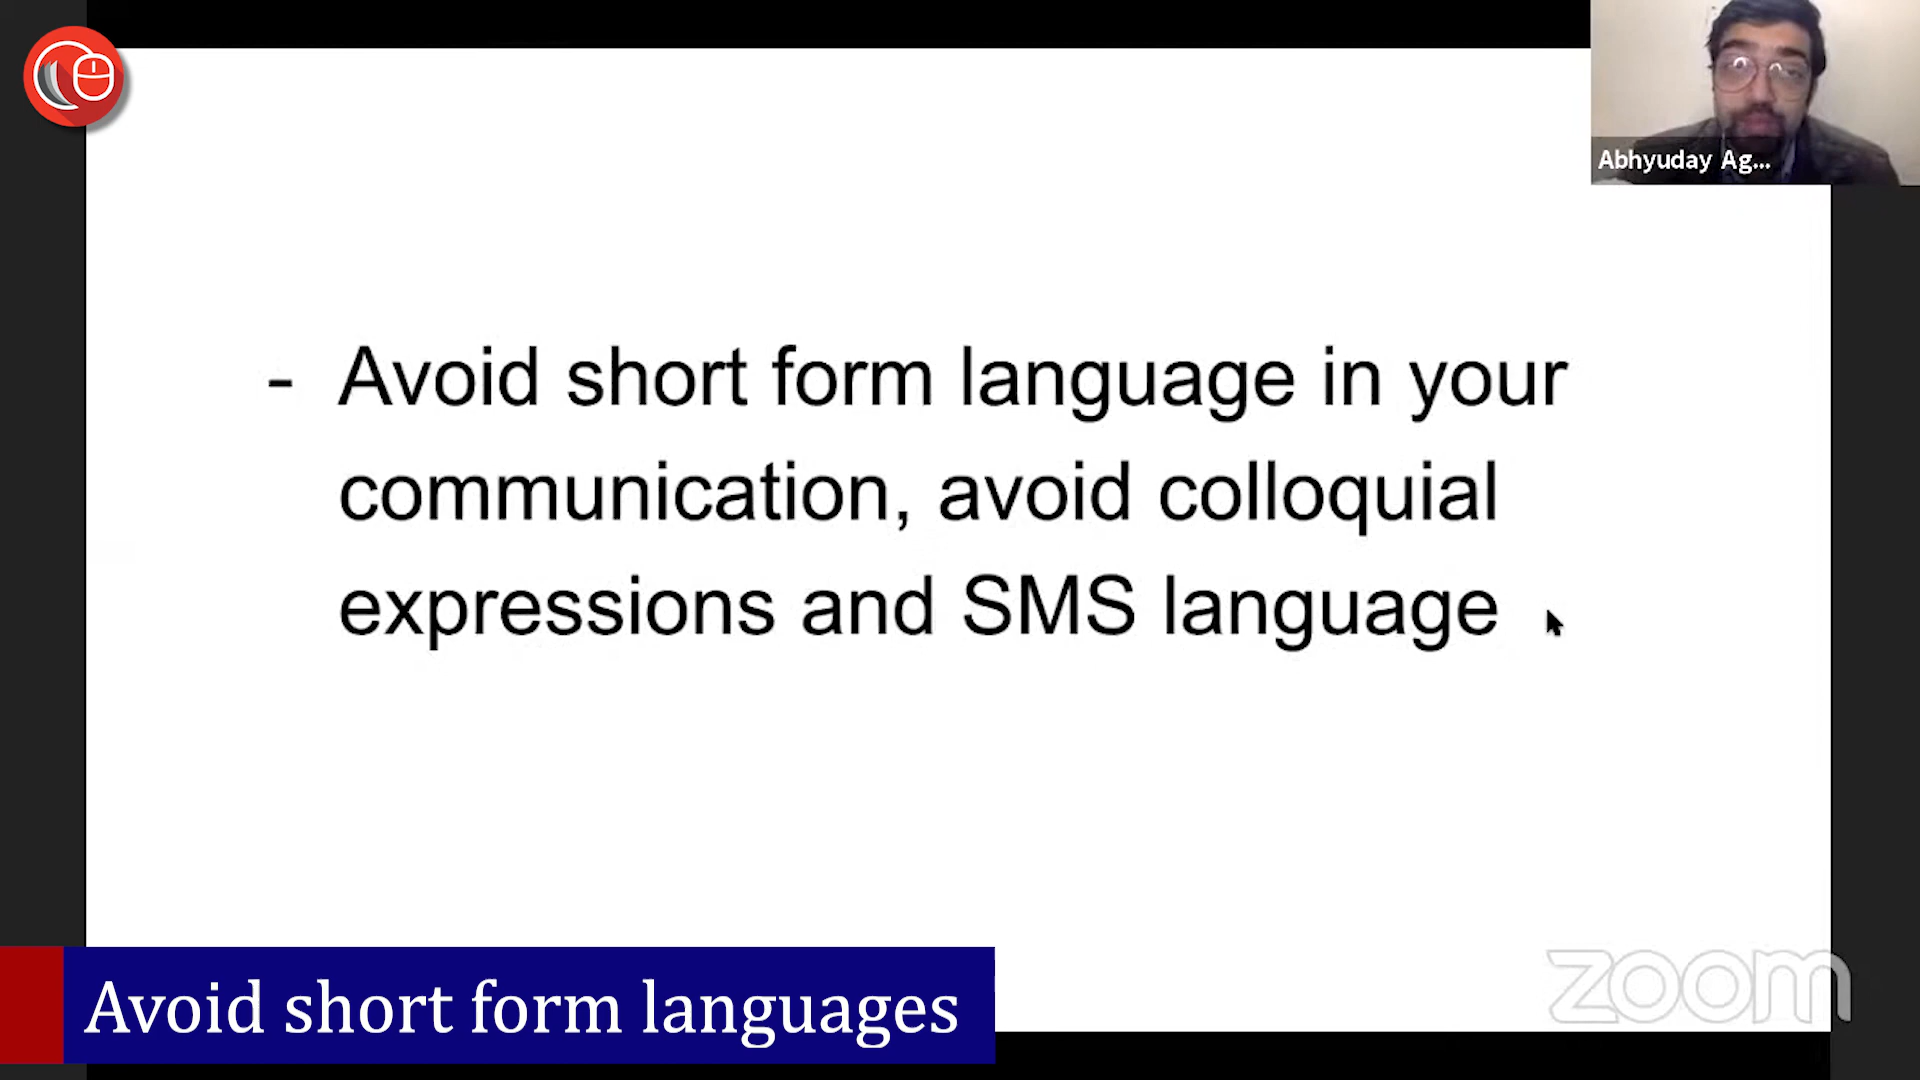 Abhyuday Ag...
- Avoid short form language in your
communication, avoid colloquial
expressions and SMS language
zoom
Avoid short form languages